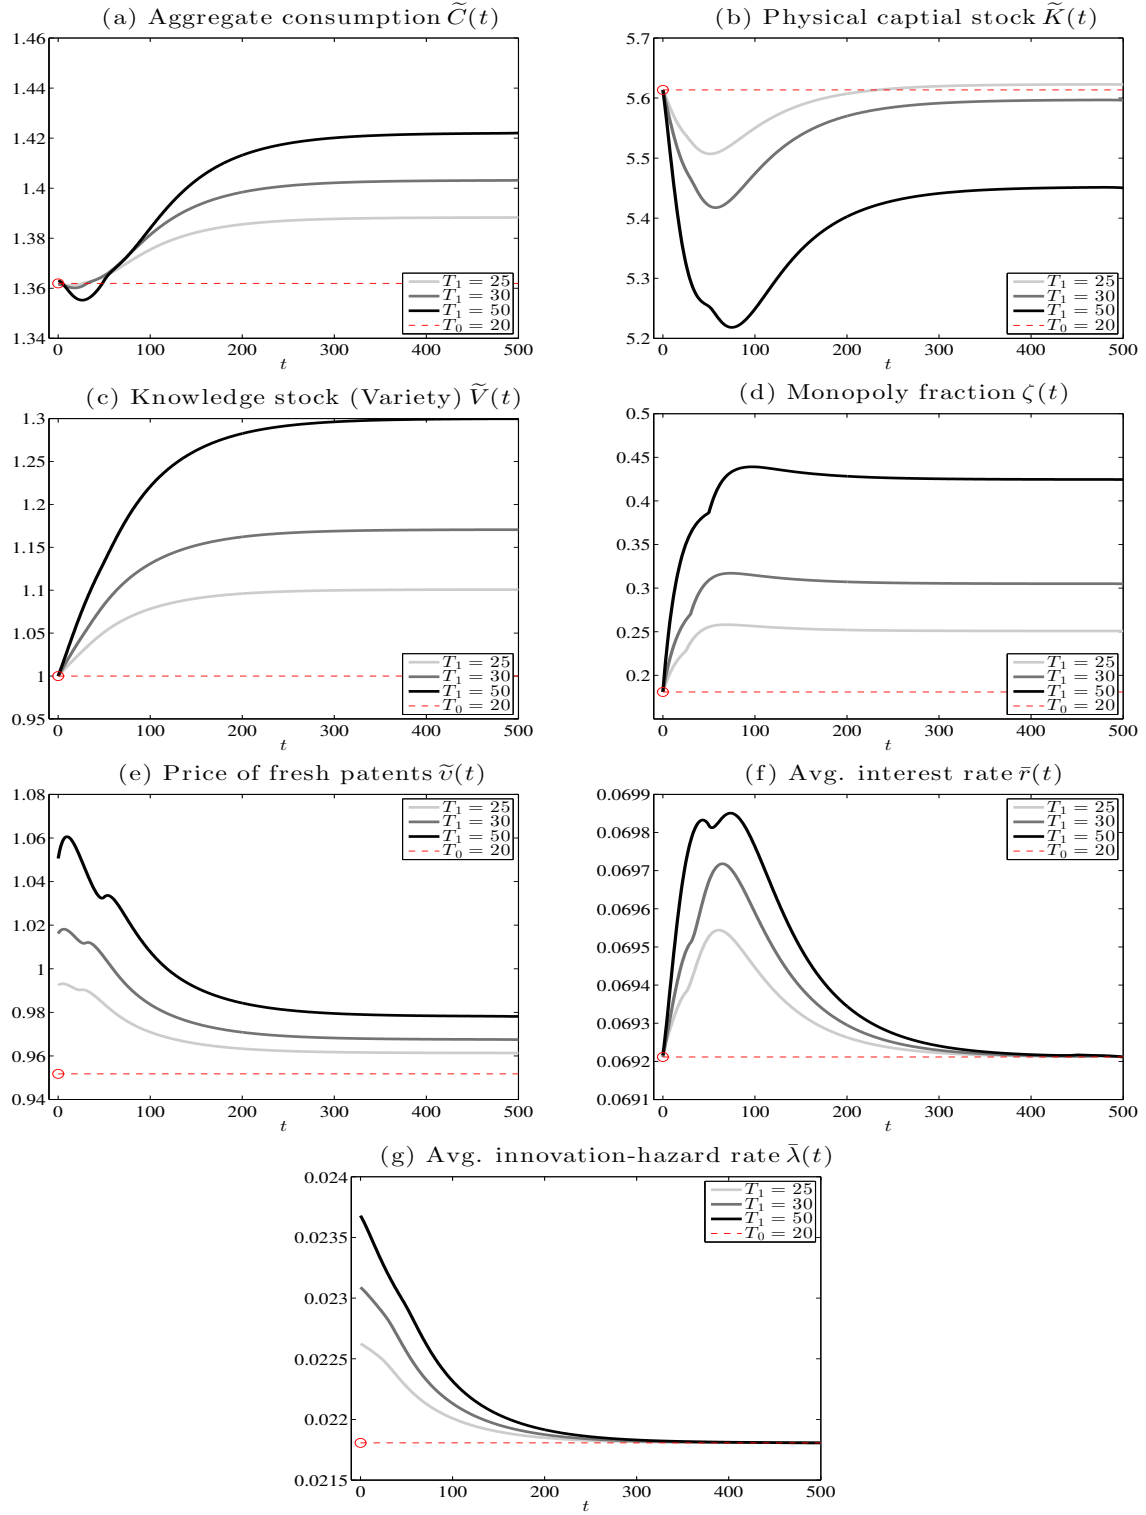 (a) Aggregate consumption C̃(t)
1.46
1.44
1.42
1.4
1.38
1.36
1.34
T₁ = 25
T₁ = 30
T₁ = 50
T₀ = 20
0 100 200 300 400 500
t
(b) Physical captial stock K̃(t)
5.7
5.6
5.5
5.4
5.3
5.2
T₁ = 25
T₁ = 30
T₁ = 50
T₀ = 20
0 100 200 300 400 500
t
(c) Knowledge stock (Variety) Ṽ(t)
1.3
1.25
1.2
1.15
1.1
1.05
1
0.95
T₁ = 25
T₁ = 30
T₁ = 50
T₀ = 20
0 100 200 300 400 500
t
(d) Monopoly fraction ζ(t)
0.5
0.45
0.4
0.35
0.3
0.25
0.2
T₁ = 25
T₁ = 30
T₁ = 50
T₀ = 20
0 100 200 300 400 500
t
(e) Price of fresh patents ṽ(t)
1.08
1.06
1.04
1.02
1
0.98
0.96
0.94
T₁ = 25
T₁ = 30
T₁ = 50
T₀ = 20
0 100 200 300 400 500
t
(f) Avg. interest rate r̄(t)
0.0699
0.0698
0.0697
0.0696
0.0695
0.0694
0.0693
0.0692
0.0691
T₁ = 25
T₁ = 30
T₁ = 50
T₀ = 20
0 100 200 300 400 500
t
(g) Avg. innovation-hazard rate λ̄(t)
0.024
0.0235
0.023
0.0225
0.022
0.0215
T₁ = 25
T₁ = 30
T₁ = 50
T₀ = 20
0 100 200 300 400 500
t